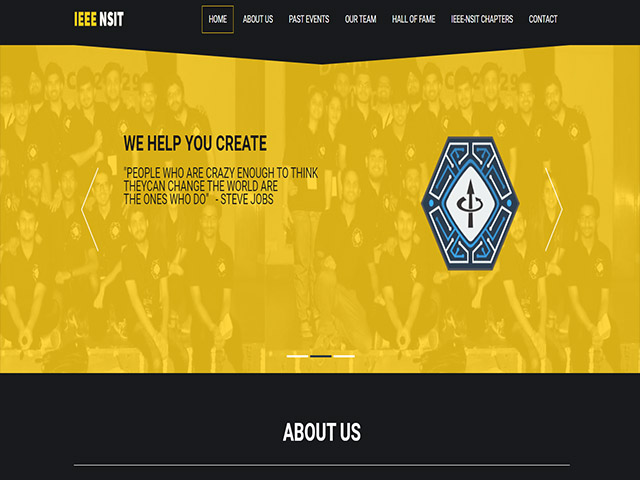 IEEE NSIT
HOME
ABOUT US
PAST EVENTS
OUR TEAM
HALL OF FAME
IEEE-NSIT CHAPTERS
CONTACT
WE HELP YOU CREATE
"PEOPLE WHO ARE CRAZY ENOUGH TO THINK
THEYCAN CHANGE THE WORLD ARE
THE ONES WHO DO" - STEVE JOBS
ABOUT US